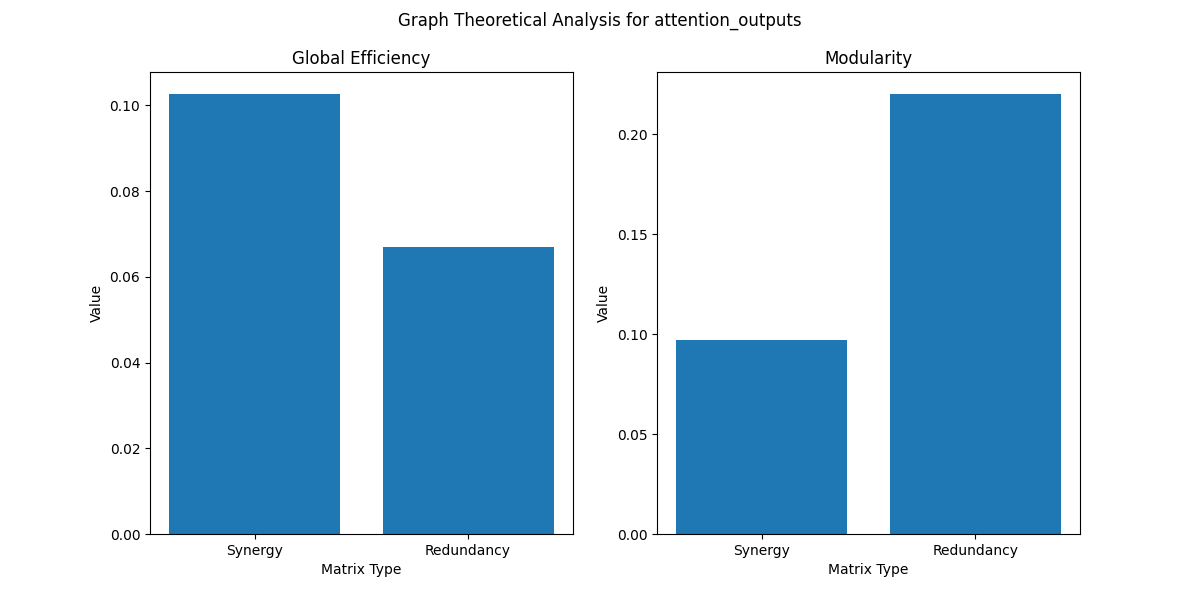 Graph Theoretical Analysis for attention_outputs
Global Efficiency
0.10
0.08
0.06
0.04
0.02
0.00
Value
Synergy
Redundancy
Matrix Type
Modularity
0.20
0.15
0.10
0.05
0.00
Value
Synergy
Redundancy
Matrix Type